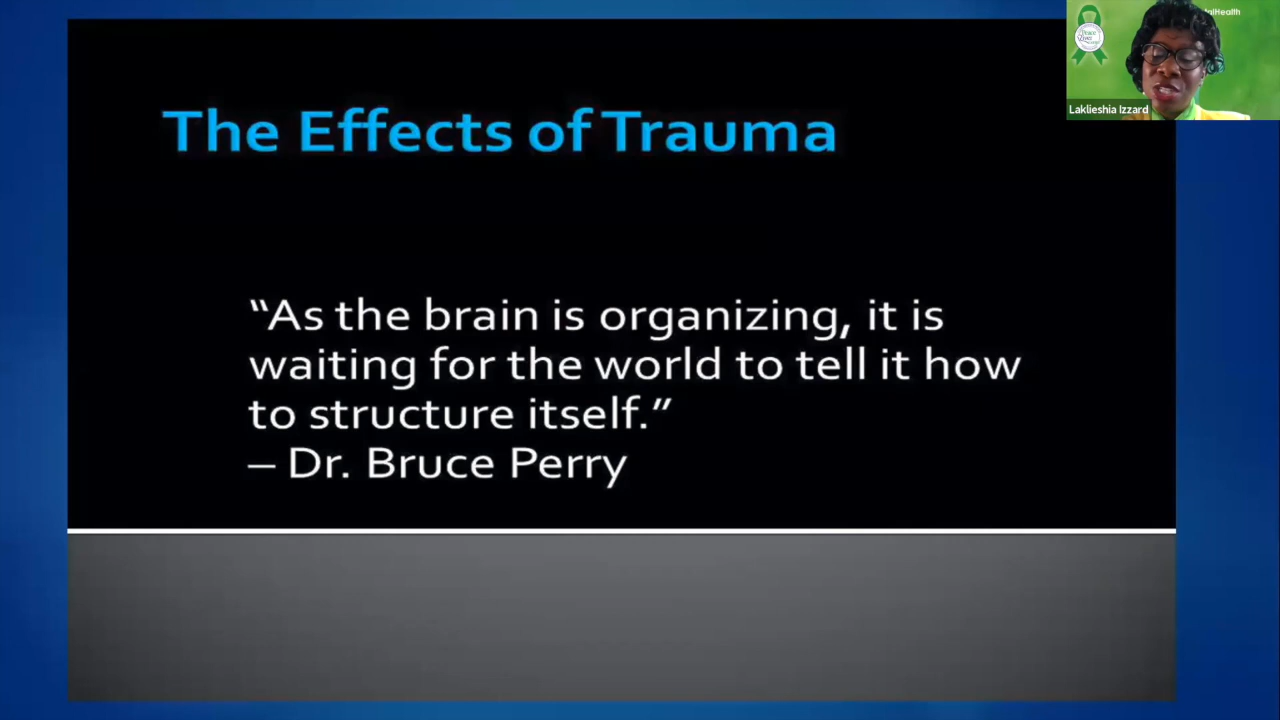 The Effects of Trauma
“As the brain is organizing, it is
waiting for the world to tell it how
to structure itself.”
– Dr. Bruce Perry
Laklieshia Izzard